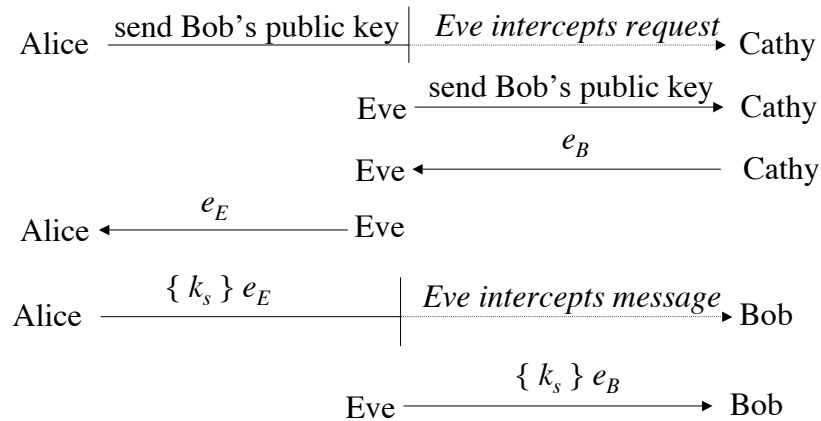 Alice send Bob’s public key Eve intercepts request Cathy
Eve send Bob’s public key Cathy
Eve e_B Cathy
Alice e_E Eve
Alice { k_s } e_E Eve intercepts message Bob
Eve { k_s } e_B Bob